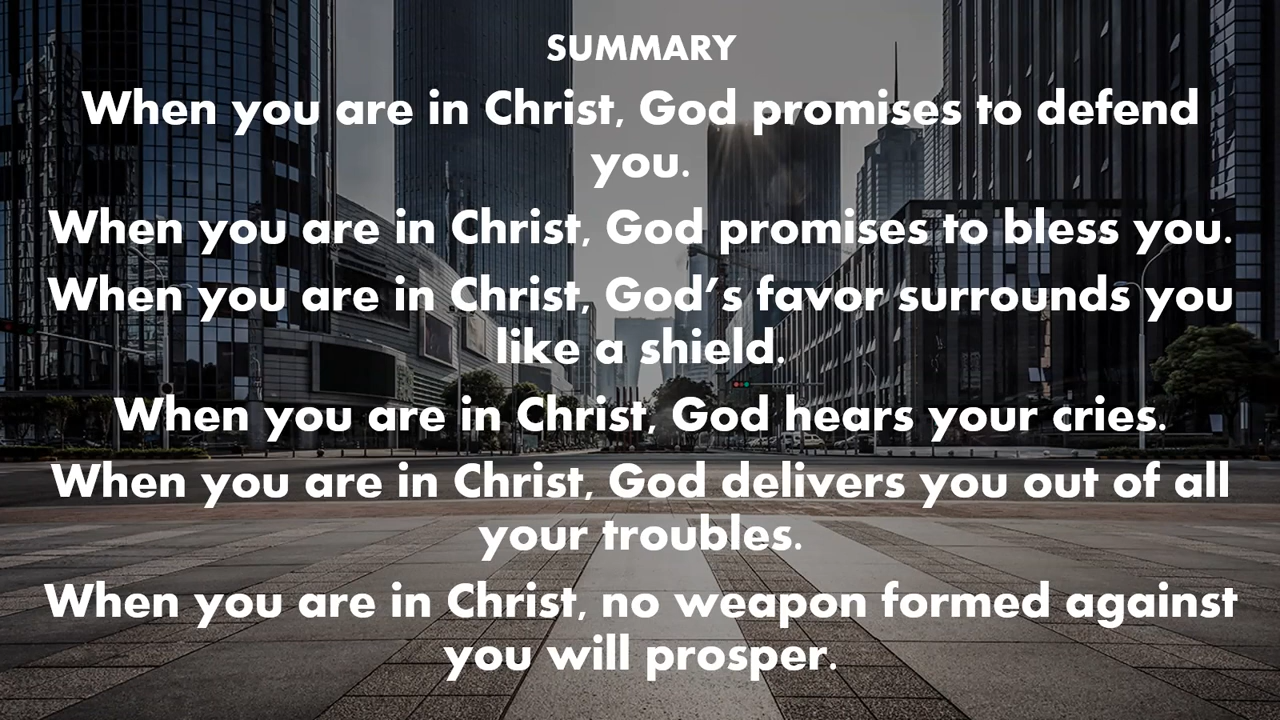 SUMMARY
When you are in Christ, God promises to defend
you.
When you are in Christ, God promises to bless you.
When you are in Christ, God’s favor surrounds you
like a shield.
When you are in Christ, God hears your cries.
When you are in Christ, God delivers you out of all
your troubles.
When you are in Christ, no weapon formed against
you will prosper.